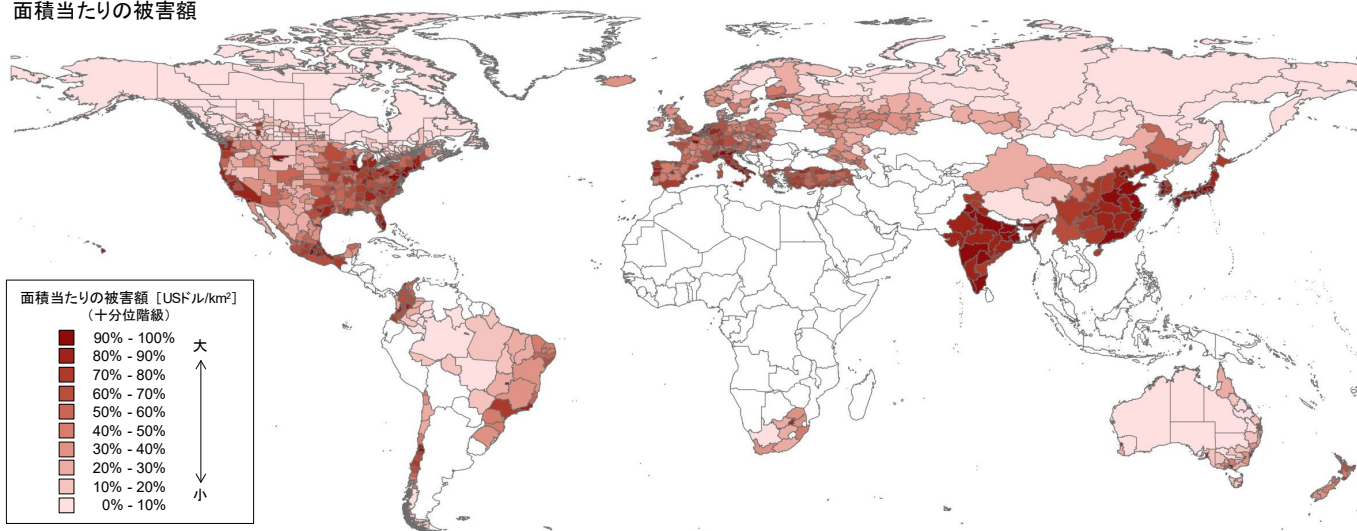 面積当たりの被害額
面積当たりの被害額 [USドル/km²]
(十分位階級)
90% - 100%
大
80% - 90%
70% - 80%
60% - 70%
50% - 60%
40% - 50%
30% - 40%
20% - 30%
10% - 20%
小
0% - 10%